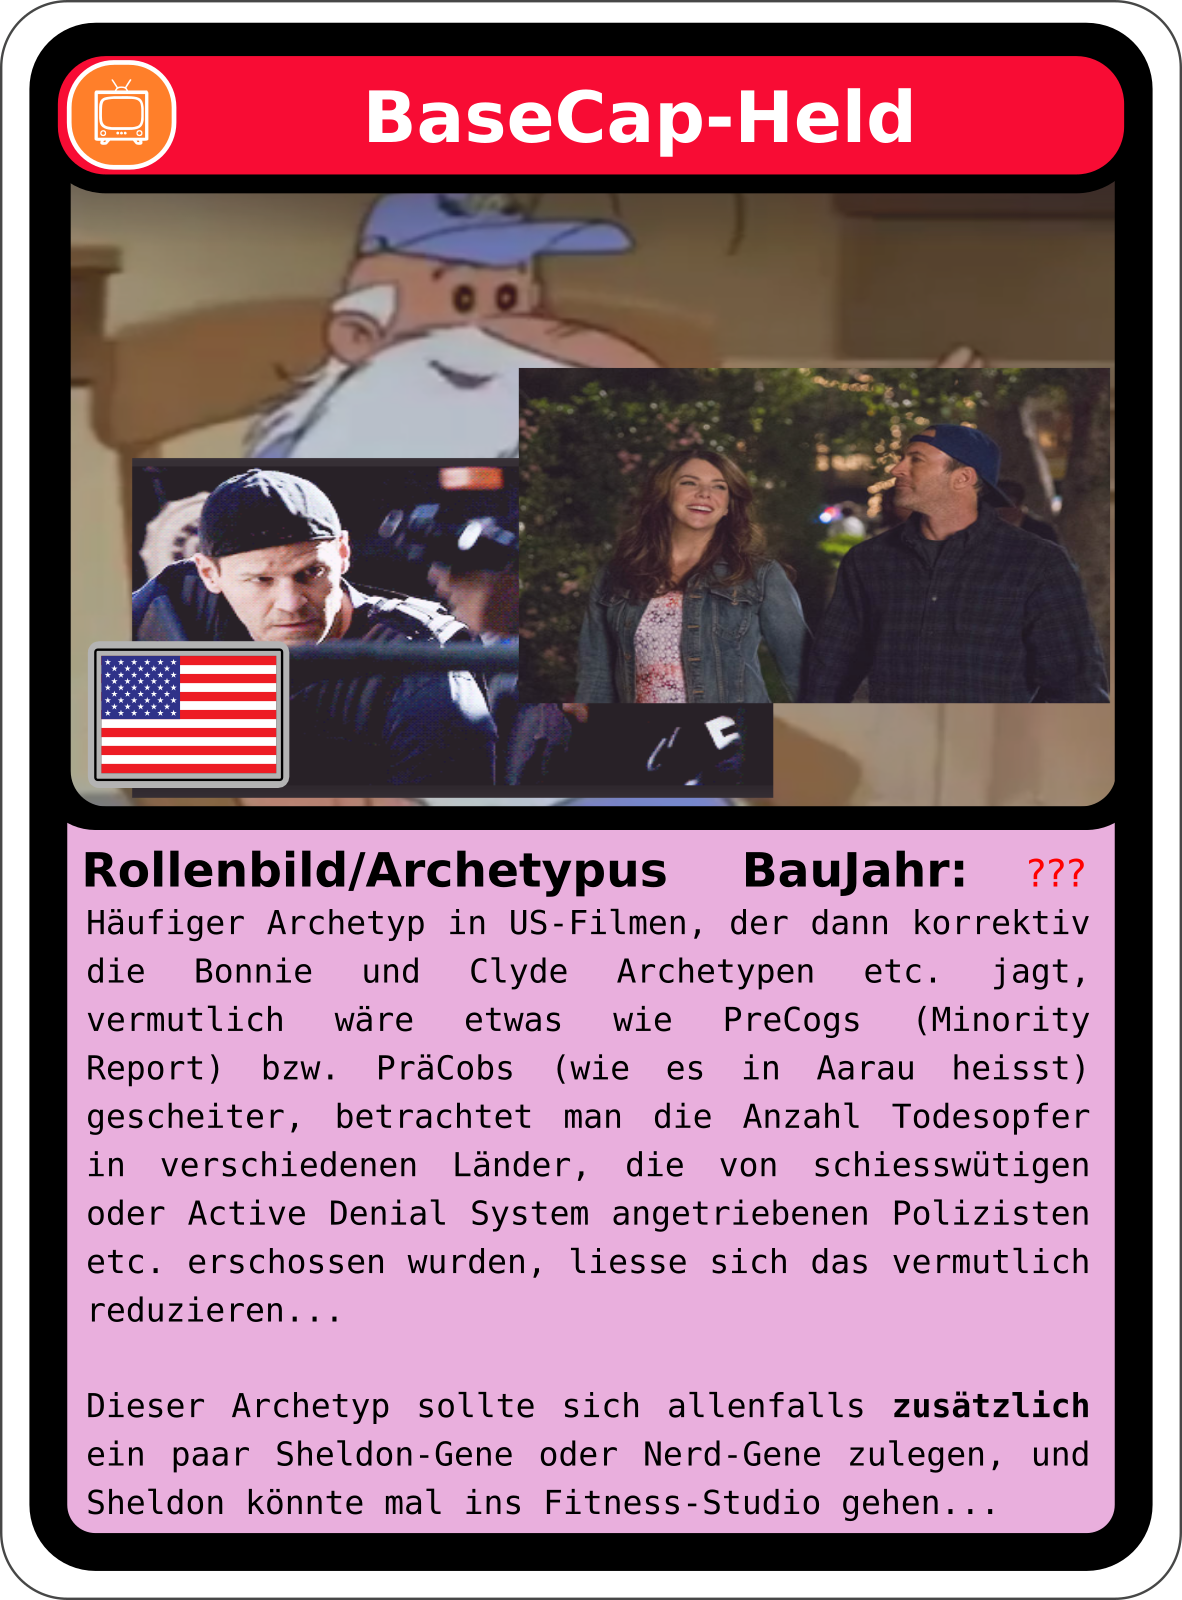 BaseCap-Held
Rollenbild/Archetypus BauJahr: ???
Häufiger Archetyp in US-Filmen, der dann korrektiv
die Bonnie und Clyde Archetypen etc. jagt,
vermutlich wäre etwas wie PreCogs (Minority
Report) bzw. PräCobs (wie es in Aarau heisst)
gescheiter, betrachtet man die Anzahl Todesopfer
in verschiedenen Länder, die von schiesswütigen
oder Active Denial System angetriebenen Polizisten
etc. erschossen wurden, liesse sich das vermutlich
reduzieren...
Dieser Archetyp sollte sich allenfalls zusätzlich
ein paar Sheldon-Gene oder Nerd-Gene zulegen, und
Sheldon könnte mal ins Fitness-Studio gehen...